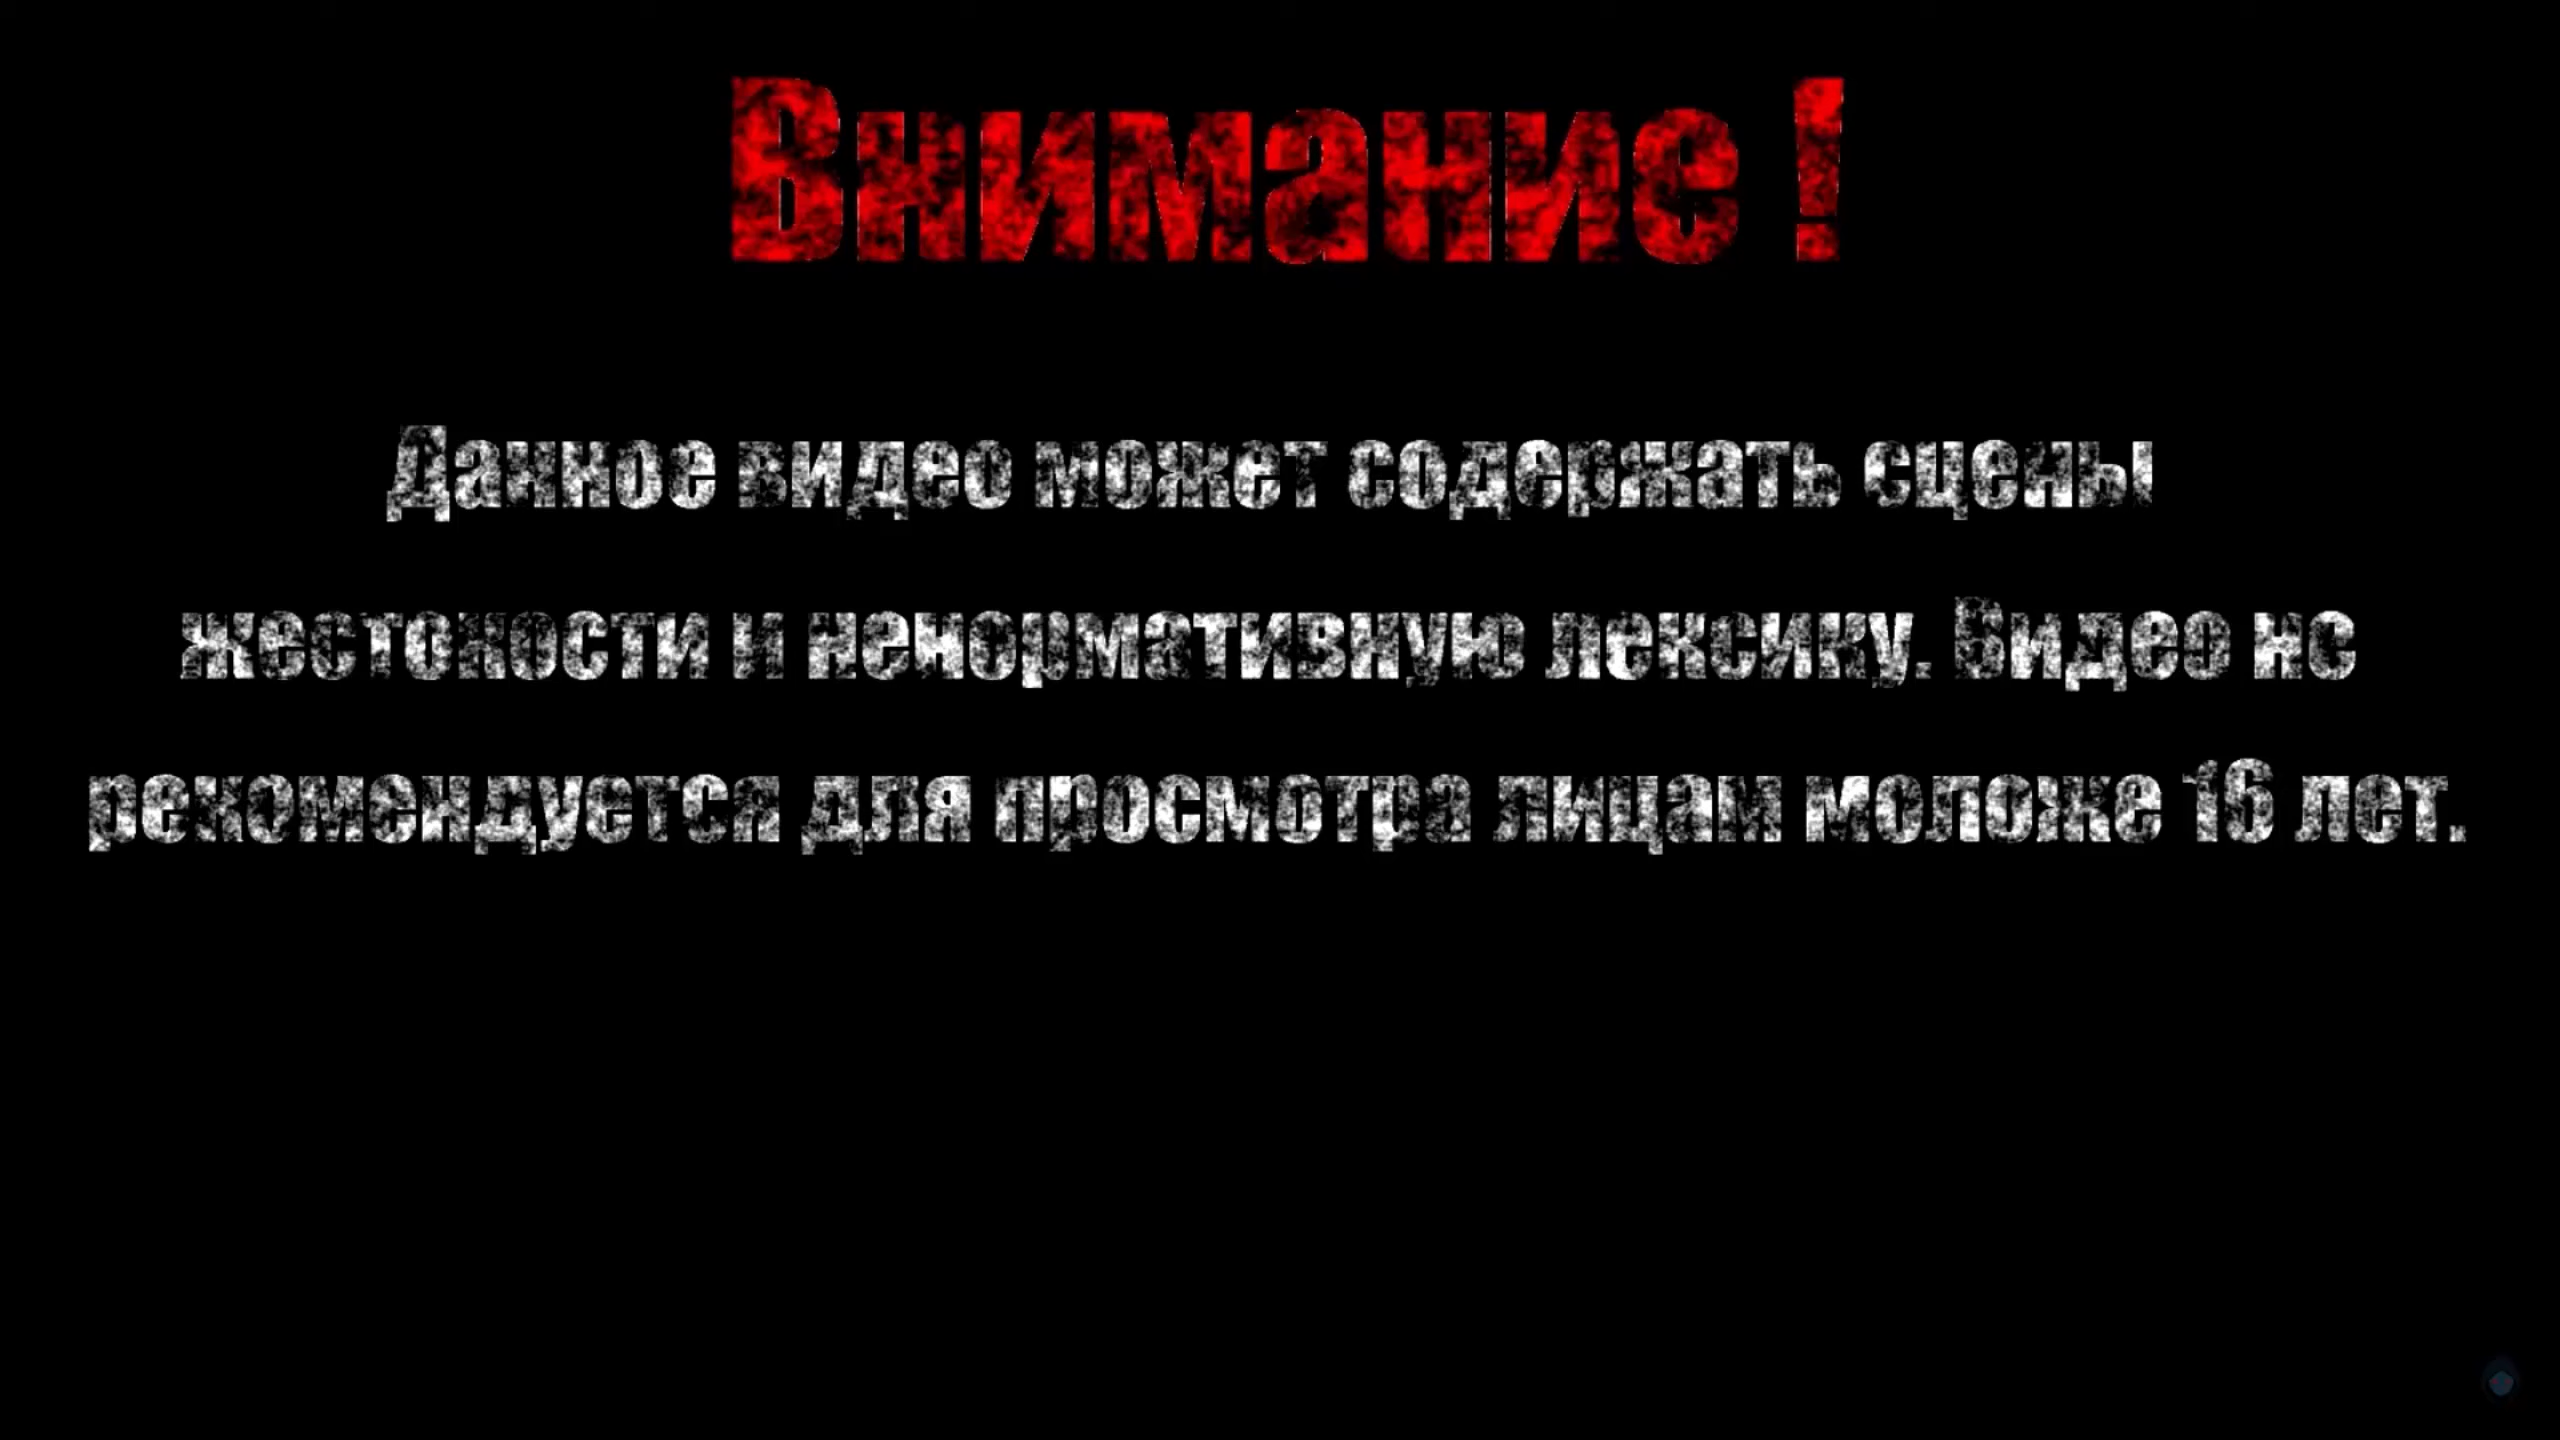 Внимание !
Данное видео может содержать сцены
жестокости и ненормативную лексику. Видео не
рекомендуется для просмотра лицам моложе 16 лет.